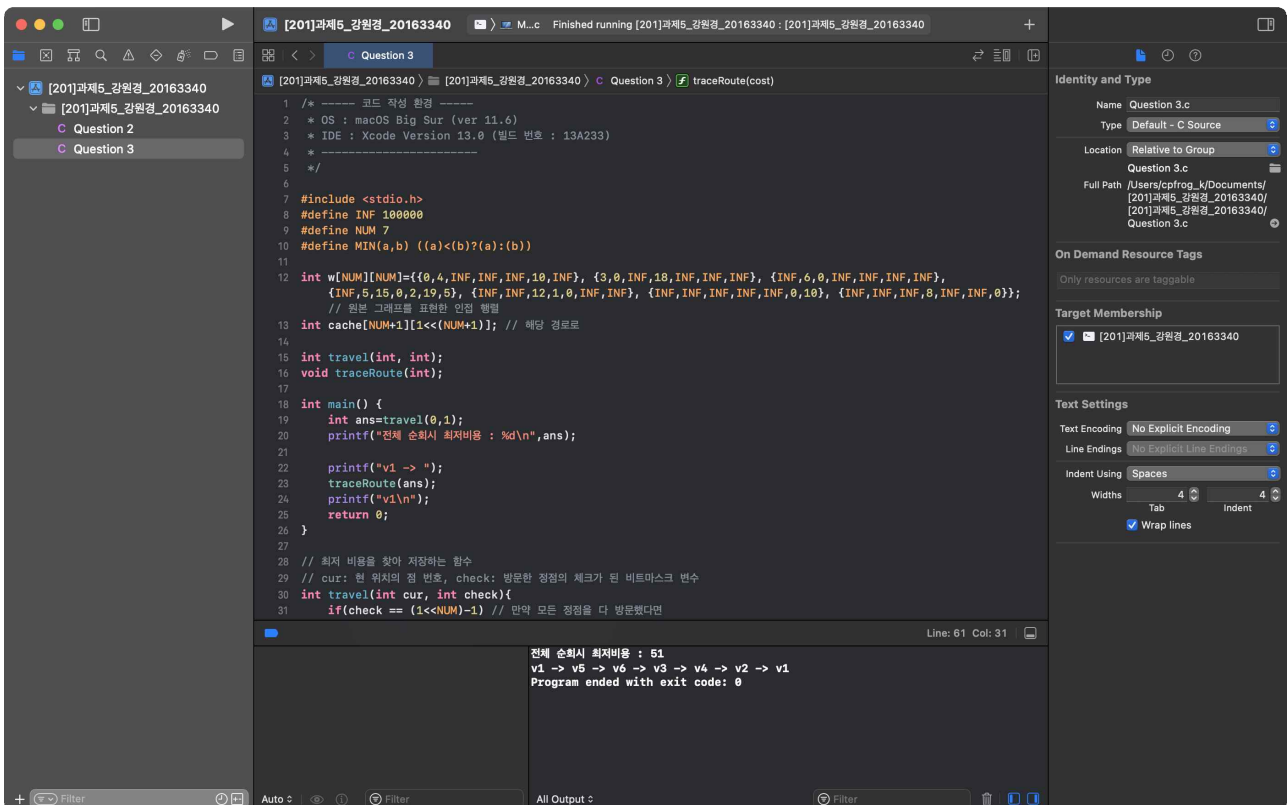 [201]과제5_강원경_20163340
M...c
Finished running [201]과제5_강원경_20163340 : [201]과제5_강원경_20163340
[201]과제5_강원경_20163340
[201]과제5_강원경_20163340
C Question 2
C Question 3
Filter
C Question 3
[201]과제5_강원경_20163340 〉 [201]과제5_강원경_20163340 〉 C Question 3 〉 f traceRoute(cost)
1 /* ----- 코드 작성 환경 -----
2 * OS : macOS Big Sur (ver 11.6)
3 * IDE : Xcode Version 13.0 (빌드 번호 : 13A233)
4 * -----------------------
5 */
6
7 #include <stdio.h>
8 #define INF 100000
9 #define NUM 7
10 #define MIN(a,b) ((a)<(b)?(a):(b))
11
12 int w[NUM][NUM]={{0,4,INF,INF,INF,10,INF}, {3,0,INF,18,INF,INF,INF}, {INF,6,0,INF,INF,INF,INF},
{INF,5,15,0,2,19,5}, {INF,INF,12,1,0,INF,INF}, {INF,INF,INF,INF,INF,0,10}, {INF,INF,INF,8,INF,INF,0}};
// 원본 그래프를 표현한 인접 행렬
13 int cache[NUM+1][1<<(NUM+1)]; // 해당 경로로
14
15 int travel(int, int);
16 void traceRoute(int);
17
18 int main() {
19 int ans=travel(0,1);
20 printf("전체 순회시 최저비용 : %d\n",ans);
21
22 printf("v1 -> ");
23 traceRoute(ans);
24 printf("v1\n");
25 return 0;
26 }
27
28 // 최저 비용을 찾아 저장하는 함수
29 // cur: 현 위치의 점 번호, check: 방문한 정점의 체크가 된 비트마스크 변수
30 int travel(int cur, int check){
31 if(check == (1<<NUM)-1) // 만약 모든 정점을 다 방문했다면
Line: 61 Col: 31
전체 순회시 최저비용 : 51
v1 -> v5 -> v6 -> v3 -> v4 -> v2 -> v1
Program ended with exit code: 0
Auto
Filter
All Output
Filter
Identity and Type
Name Question 3.c
Type Default - C Source
Location Relative to Group
Question 3.c
Full Path /Users/cpfrog_k/Documents/
[201]과제5_강원경_20163340/
[201]과제5_강원경_20163340/
Question 3.c
On Demand Resource Tags
Only resources are taggable
Target Membership
[201]과제5_강원경_20163340
Text Settings
Text Encoding No Explicit Encoding
Line Endings No Explicit Line Endings
Indent Using Spaces
Widths 4 4
Tab Indent
Wrap lines